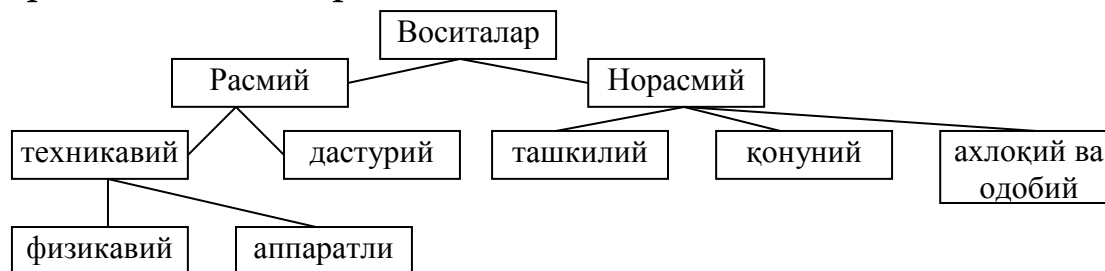 Воситалар
Расмий
Норасмий
техникавий
дастурий
ташкилий
қонуний
ахлоқий ва
одобий
физикавий
аппаратли